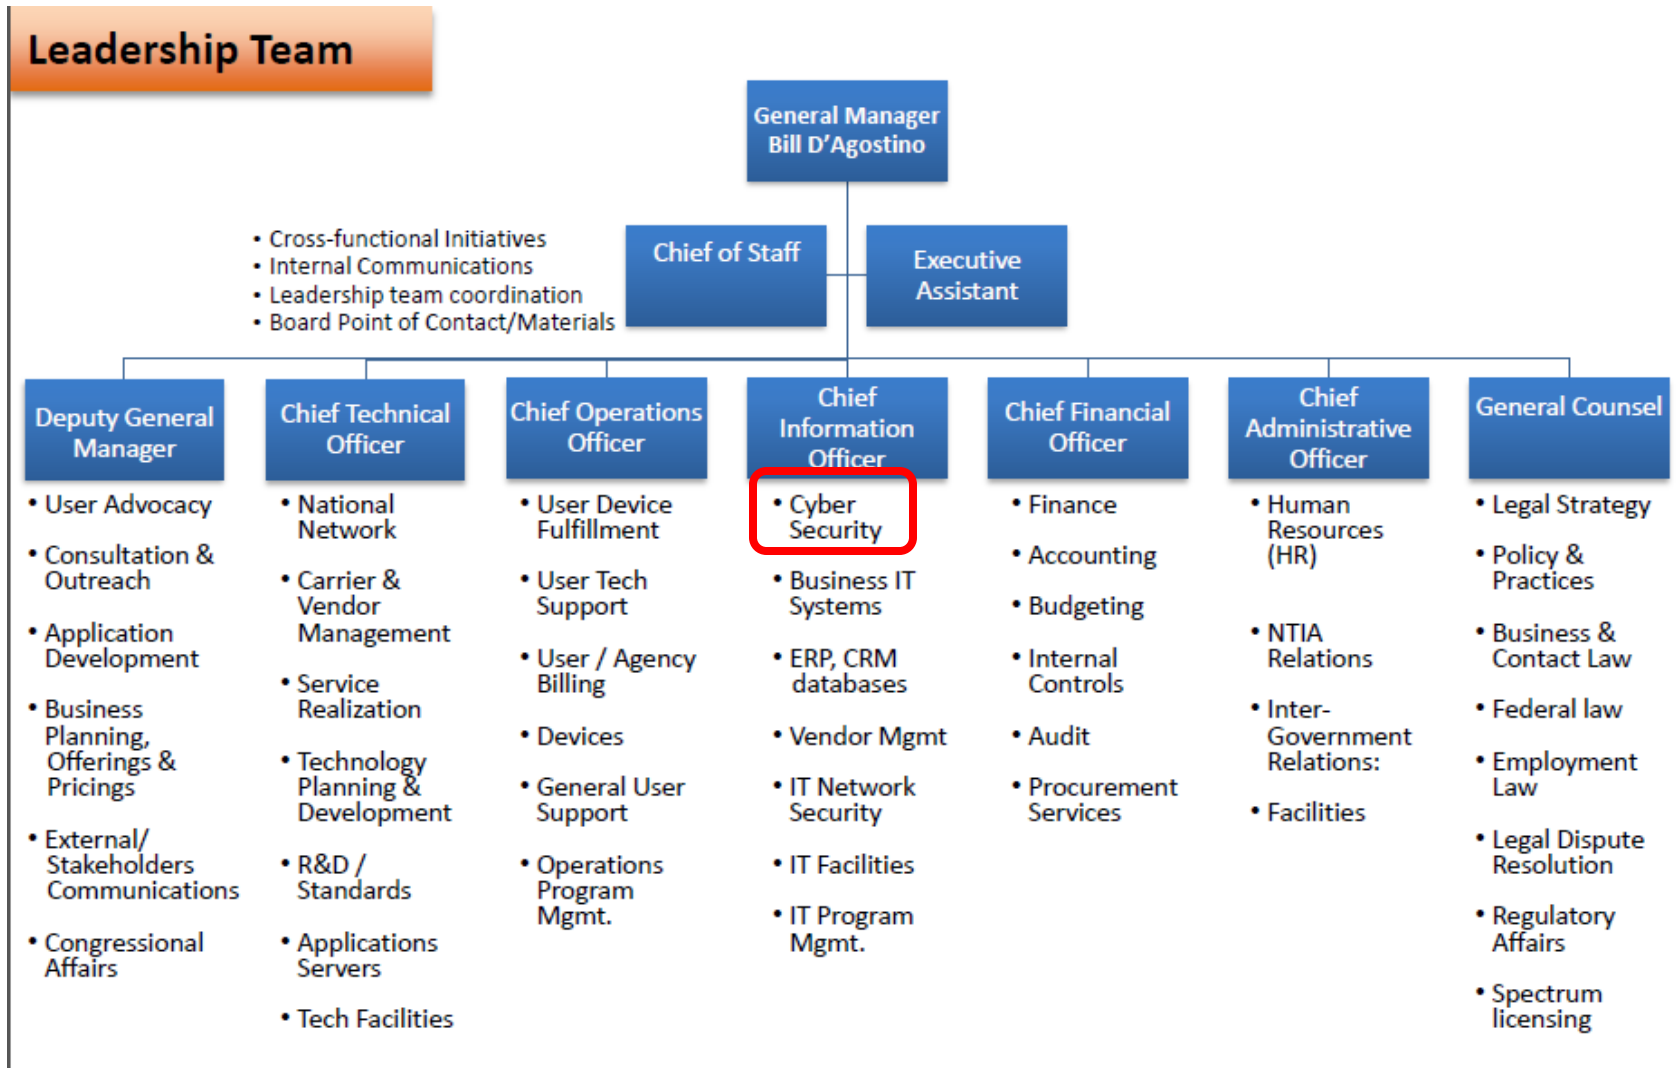 Leadership Team
General Manager
Bill D’Agostino
• Cross-functional Initiatives
• Internal Communications
• Leadership team coordination
• Board Point of Contact/Materials
Chief of Staff
Executive
Assistant
Deputy General
Manager
• User Advocacy
• Consultation &
Outreach
• Application
Development
• Business
Planning,
Offerings &
Pricings
• External/
Stakeholders
Communications
• Congressional
Affairs
Chief Technical
Officer
• National
Network
• Carrier &
Vendor
Management
• Service
Realization
• Technology
Planning &
Development
• R&D /
Standards
• Applications
Servers
• Tech Facilities
Chief Operations
Officer
• User Device
Fulfillment
• User Tech
Support
• User / Agency
Billing
• Devices
• General User
Support
• Operations
Program
Mgmt.
Chief
Information
Officer
• Cyber
Security
• Business IT
Systems
• ERP, CRM
databases
• Vendor Mgmt
• IT Network
Security
• IT Facilities
• IT Program
Mgmt.
Chief Financial
Officer
• Finance
• Accounting
• Budgeting
• Internal
Controls
• Audit
• Procurement
Services
Chief
Administrative
Officer
• Human
Resources
(HR)
• NTIA
Relations
• Inter-
Government
Relations:
• Facilities
General Counsel
• Legal Strategy
• Policy &
Practices
• Business &
Contact Law
• Federal law
• Employment
Law
• Legal Dispute
Resolution
• Regulatory
Affairs
• Spectrum
licensing